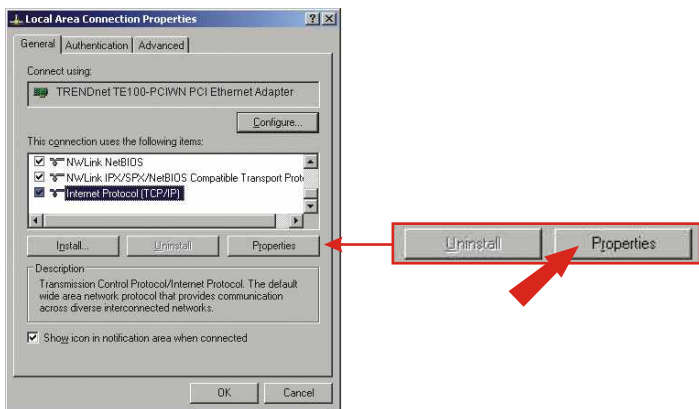 Local Area Connection Properties
General Authentication Advanced
Connect using:
TRENDnet TE100-PCIWN PCI Ethernet Adapter
Configure...
This connection uses the following items:
NWLink NetBIOS
NWLink IPX/SPX/NetBIOS Compatible Transport Proto
Internet Protocol (TCP/IP)
Install... Uninstall Properties
Description
Transmission Control Protocol/Internet Protocol. The default
wide area network protocol that provides communication
across diverse interconnected networks.
Show icon in notification area when connected
OK Cancel
Uninstall Properties